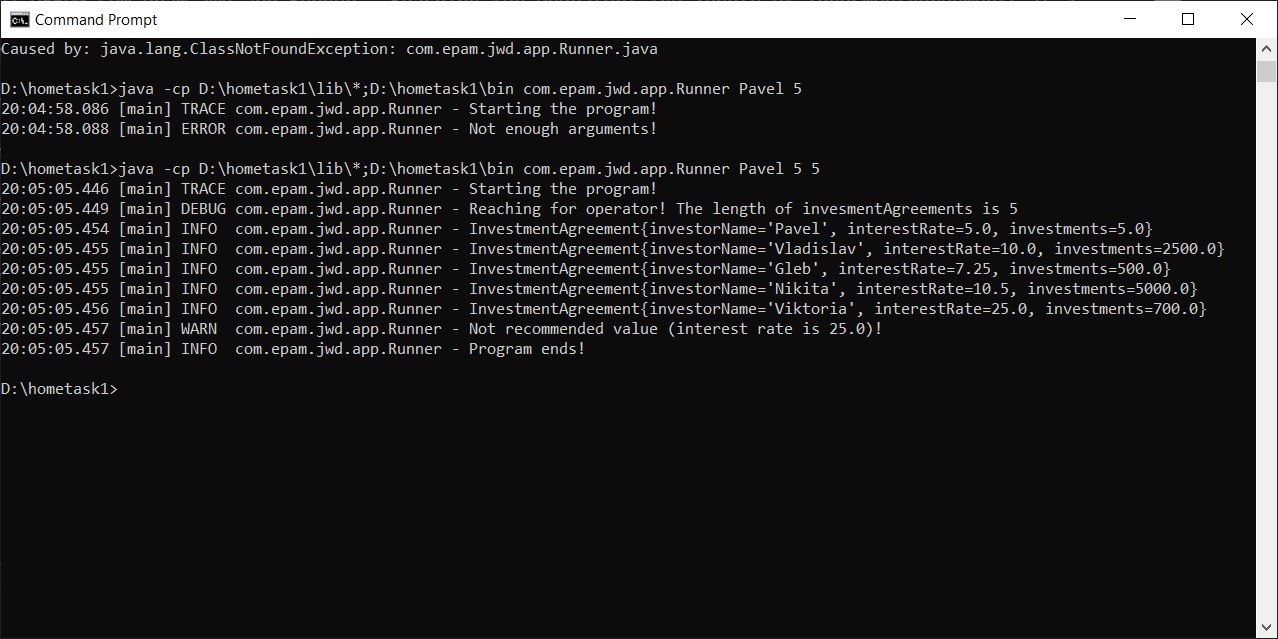 Command Prompt
Caused by: java.lang.ClassNotFoundException: com.epam.jwd.app.Runner.java
D:\hometask1>java -cp D:\hometask1\lib\*;D:\hometask1\bin com.epam.jwd.app.Runner Pavel 5
20:04:58.086 [main] TRACE com.epam.jwd.app.Runner - Starting the program!
20:04:58.088 [main] ERROR com.epam.jwd.app.Runner - Not enough arguments!
D:\hometask1>java -cp D:\hometask1\lib\*;D:\hometask1\bin com.epam.jwd.app.Runner Pavel 5 5
20:05:05.446 [main] TRACE com.epam.jwd.app.Runner - Starting the program!
20:05:05.449 [main] DEBUG com.epam.jwd.app.Runner - Reaching for operator! The length of invesmentAgreements is 5
20:05:05.454 [main] INFO  com.epam.jwd.app.Runner - InvestmentAgreement{investorName='Pavel', interestRate=5.0, investments=5.0}
20:05:05.455 [main] INFO  com.epam.jwd.app.Runner - InvestmentAgreement{investorName='Vladislav', interestRate=10.0, investments=2500.0}
20:05:05.455 [main] INFO  com.epam.jwd.app.Runner - InvestmentAgreement{investorName='Gleb', interestRate=7.25, investments=500.0}
20:05:05.455 [main] INFO  com.epam.jwd.app.Runner - InvestmentAgreement{investorName='Nikita', interestRate=10.5, investments=5000.0}
20:05:05.456 [main] INFO  com.epam.jwd.app.Runner - InvestmentAgreement{investorName='Viktoria', interestRate=25.0, investments=700.0}
20:05:05.457 [main] WARN  com.epam.jwd.app.Runner - Not recommended value (interest rate is 25.0)!
20:05:05.457 [main] INFO  com.epam.jwd.app.Runner - Program ends!
D:\hometask1>